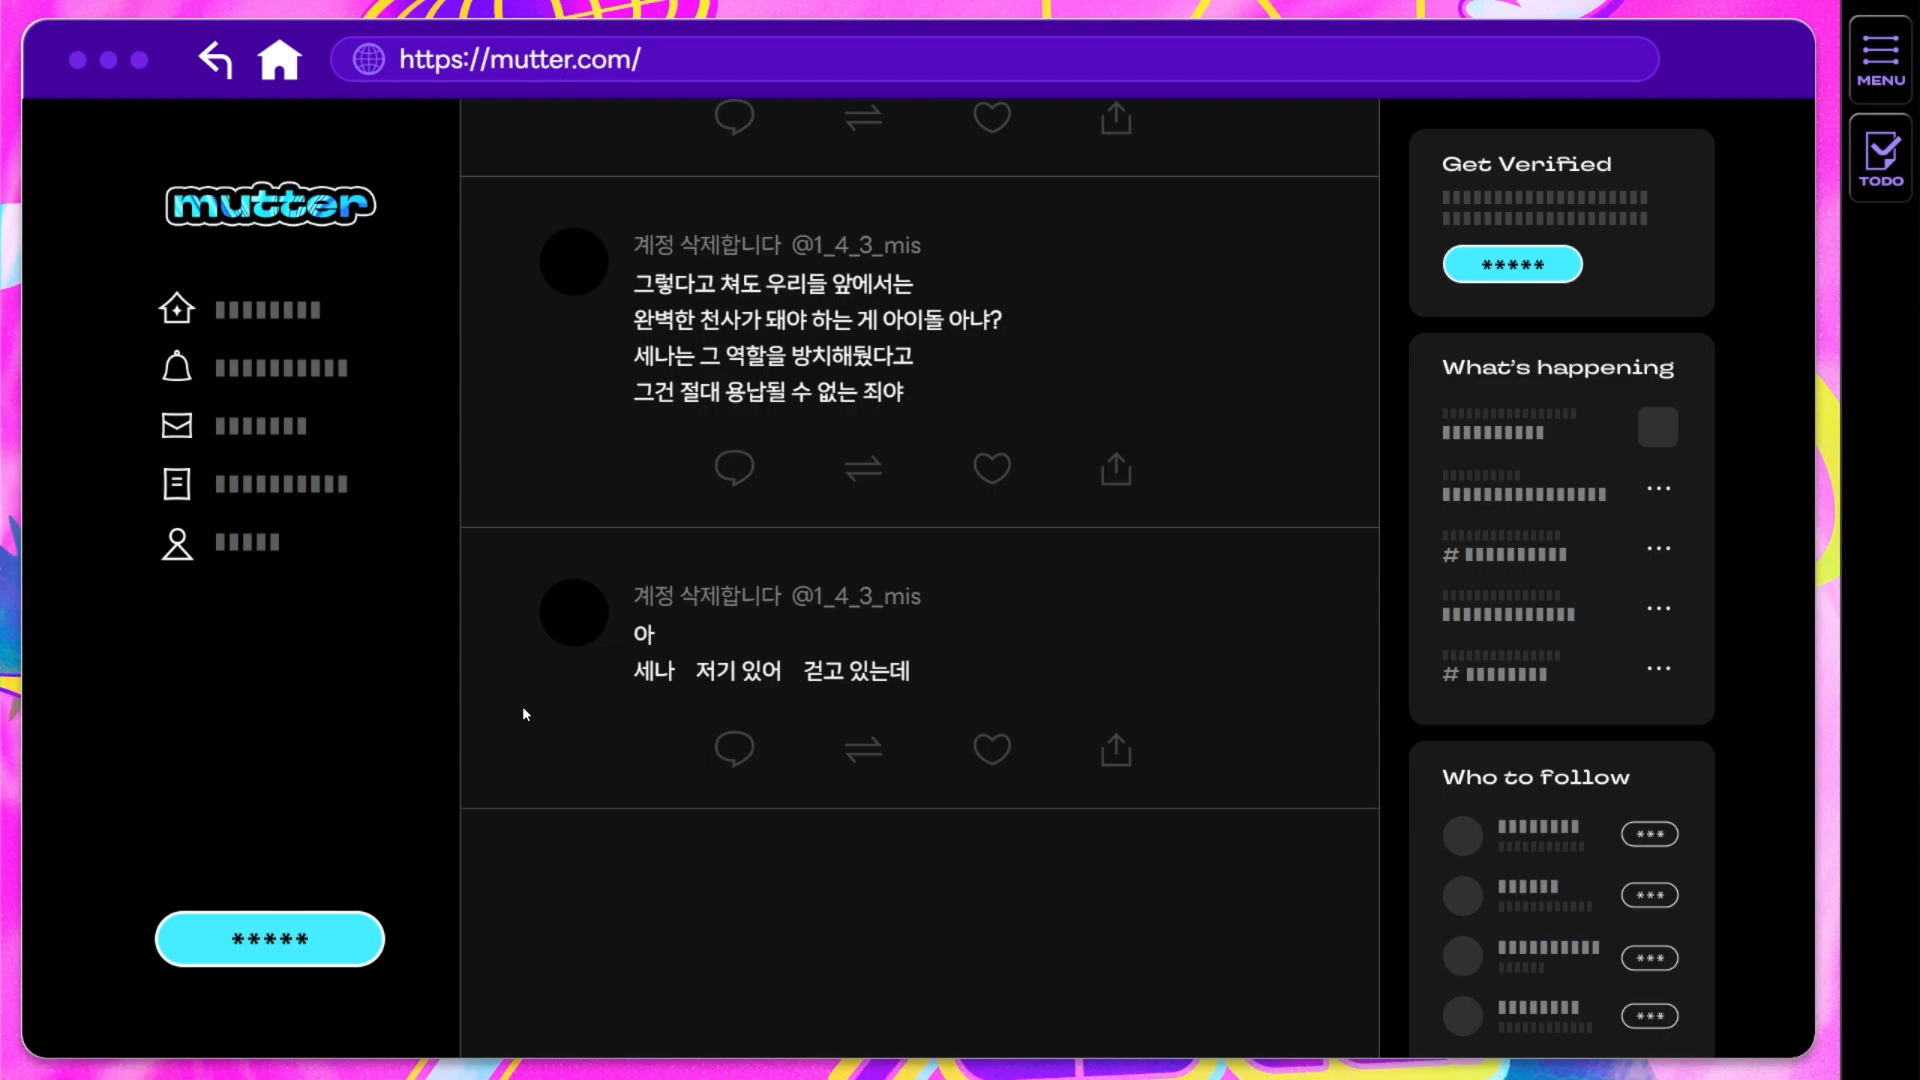 https://mutter.com/
MENU
TODO
mutter
*****
계정 삭제합니다 @1_4_3_mis
그렇다고 쳐도 우리들 앞에서는
완벽한 천사가 돼야 하는 게 아이돌 아냐?
세나는 그 역할을 방치해뒀다고
그건 절대 용납될 수 없는 죄야
계정 삭제합니다 @1_4_3_mis
아
세나 저기 있어 걷고 있는데
Get Verified
*****
What's happening
...
#
...
...
#
...
Who to follow
***
***
***
***